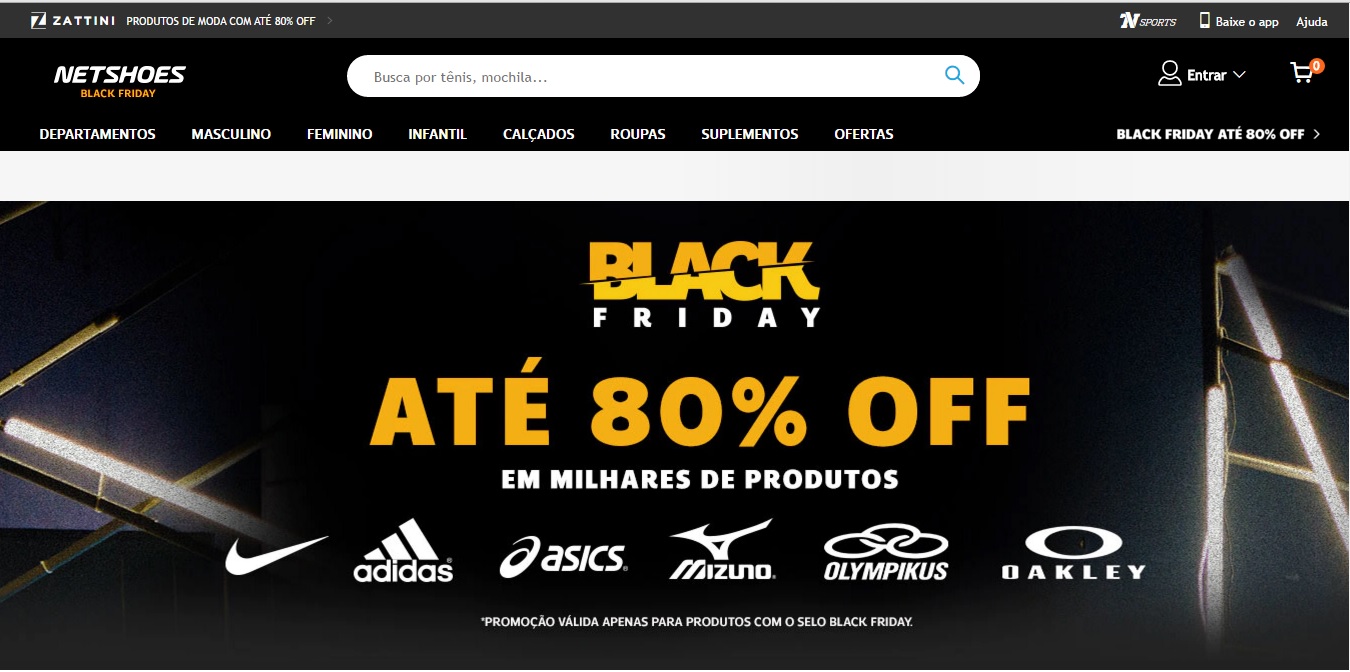 ZATTINI PRODUTOS DE MODA COM ATÉ 80% OFF
N SPORTS Baixe o app Ajuda
NETSHOES
BLACK FRIDAY
Busca por tênis, mochila...
Entrar
0
DEPARTAMENTOS MASCULINO FEMININO INFANTIL CALÇADOS ROUPAS SUPLEMENTOS OFERTAS BLACK FRIDAY ATÉ 80% OFF
BLACK
FRIDAY
ATÉ 80% OFF
EM MILHARES DE PRODUTOS
adidas asics MIZUNO OLYMPIKUS OAKLEY
*PROMOÇÃO VÁLIDA APENAS PARA PRODUTOS COM O SELO BLACK FRIDAY.